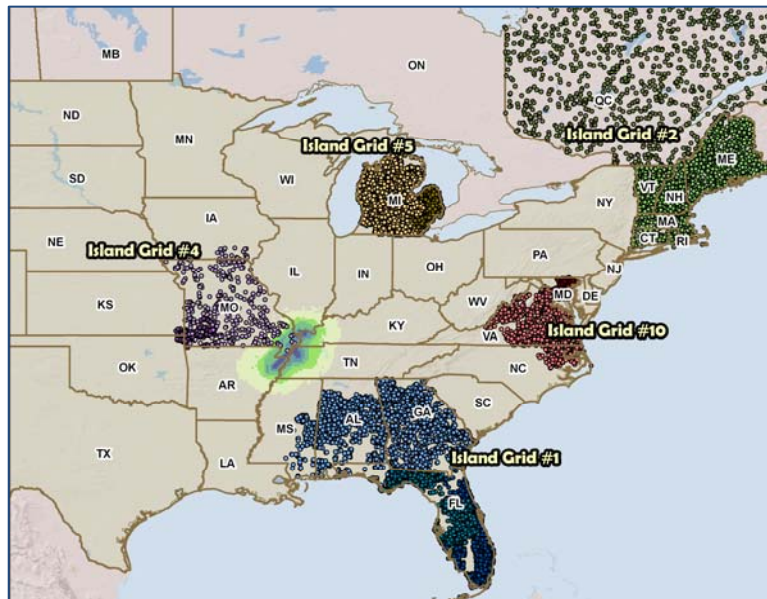 MB
ON
QC
ND
MN
Island Grid #2
ME
Island Grid #5
SD
WI
VT
NH
MI
NY
MA
IA
CT
RI
NE
Island Grid #4
PA
IL
IN
OH
NJ
MD
DE
KS
MO
WV
KY
VA
Island Grid #10
OK
TN
NC
AR
SC
MS
AL
GA
TX
LA
Island Grid #1
FL